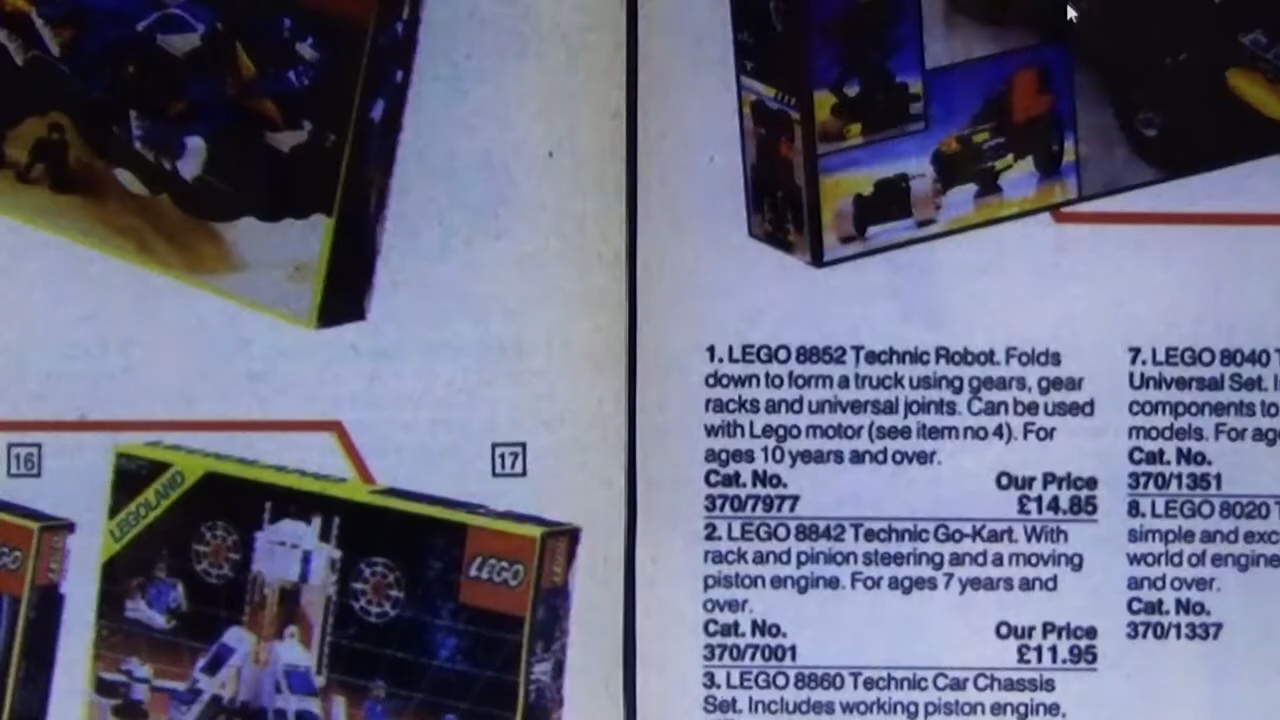 16
17
LEGOLAND
LEGO
LEGO
GO
1. LEGO 8852 Technic Robot. Folds
down to form a truck using gears, gear
racks and universal joints. Can be used
with Lego motor (see item no 4). For
ages 10 years and over.
Cat. No. Our Price
370/7977 £14.85
2. LEGO 8842 Technic Go-Kart. With
rack and pinion steering and a moving
piston engine. For ages 7 years and
over.
Cat. No. Our Price
370/7001 £11.95
3. LEGO 8860 Technic Car Chassis
Set. Includes working piston engine,
7. LEGO 8040 T
Universal Set. I
components to
models. For ag
Cat. No.
370/1351
8. LEGO 8020 T
simple and exc
world of engine
and over.
Cat. No.
370/1337